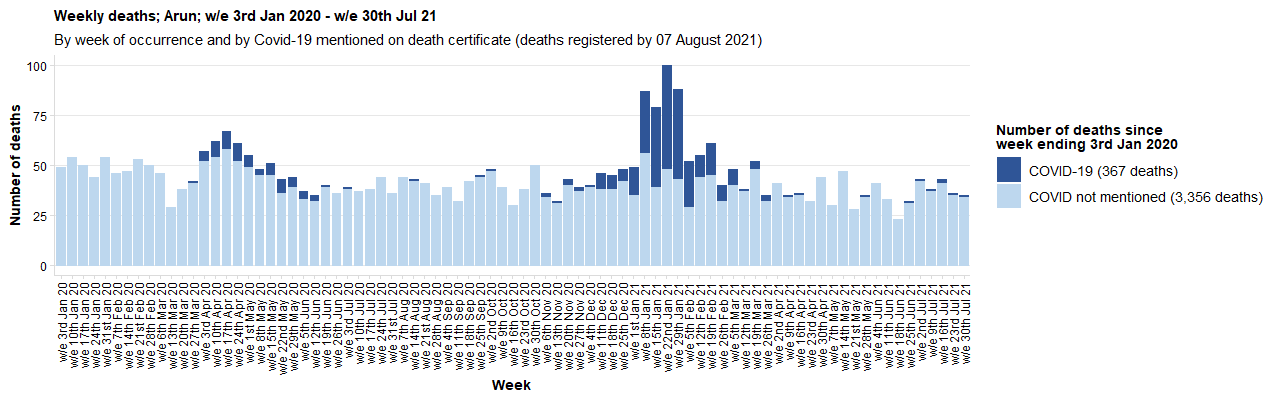 Weekly deaths; Arun; w/e 3rd Jan 2020 - w/e 30th Jul 21
By week of occurrence and by Covid-19 mentioned on death certificate (deaths registered by 07 August 2021)
Number of deaths
100
75
50
25
0
w/e 3rd Jan 20
w/e 10th Jan 20
w/e 17th Jan 20
w/e 24th Jan 20
w/e 31st Jan 20
w/e 7th Feb 20
w/e 14th Feb 20
w/e 21st Feb 20
w/e 28th Feb 20
w/e 6th Mar 20
w/e 13th Mar 20
w/e 20th Mar 20
w/e 27th Mar 20
w/e 3rd Apr 20
w/e 10th Apr 20
w/e 17th Apr 20
w/e 24th Apr 20
w/e 1st May 20
w/e 8th May 20
w/e 15th May 20
w/e 22nd May 20
w/e 29th May 20
w/e 5th Jun 20
w/e 12th Jun 20
w/e 19th Jun 20
w/e 26th Jun 20
w/e 3rd Jul 20
w/e 10th Jul 20
w/e 17th Jul 20
w/e 24th Jul 20
w/e 31st Jul 20
w/e 7th Aug 20
w/e 14th Aug 20
w/e 21st Aug 20
w/e 28th Aug 20
w/e 4th Sep 20
w/e 11th Sep 20
w/e 18th Sep 20
w/e 25th Sep 20
w/e 2nd Oct 20
w/e 9th Oct 20
w/e 16th Oct 20
w/e 23rd Oct 20
w/e 30th Oct 20
w/e 6th Nov 20
w/e 13th Nov 20
w/e 20th Nov 20
w/e 27th Nov 20
w/e 4th Dec 20
w/e 11th Dec 20
w/e 18th Dec 20
w/e 25th Dec 20
w/e 1st Jan 21
w/e 8th Jan 21
w/e 15th Jan 21
w/e 22nd Jan 21
w/e 29th Jan 21
w/e 5th Feb 21
w/e 12th Feb 21
w/e 19th Feb 21
w/e 26th Feb 21
w/e 5th Mar 21
w/e 12th Mar 21
w/e 19th Mar 21
w/e 26th Mar 21
w/e 2nd Apr 21
w/e 9th Apr 21
w/e 16th Apr 21
w/e 23rd Apr 21
w/e 30th Apr 21
w/e 7th May 21
w/e 14th May 21
w/e 21st May 21
w/e 28th May 21
w/e 4th Jun 21
w/e 11th Jun 21
w/e 18th Jun 21
w/e 25th Jun 21
w/e 2nd Jul 21
w/e 9th Jul 21
w/e 16th Jul 21
w/e 23rd Jul 21
w/e 30th Jul 21
Week
Number of deaths since
week ending 3rd Jan 2020
COVID-19 (367 deaths)
COVID not mentioned (3,356 deaths)